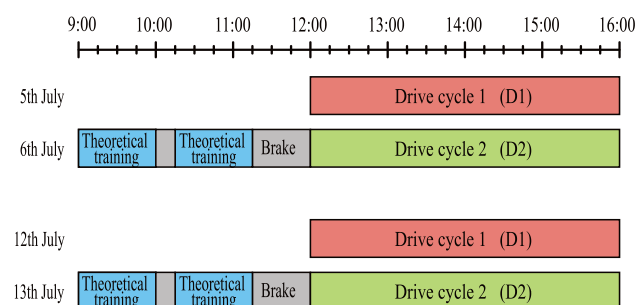 9:00 10:00 11:00 12:00 13:00 14:00 15:00 16:00
5th July Drive cycle 1 (D1)
6th July Theoretical training Theoretical training Brake Drive cycle 2 (D2)
12th July Drive cycle 1 (D1)
13th July Theoretical training Theoretical training Brake Drive cycle 2 (D2)